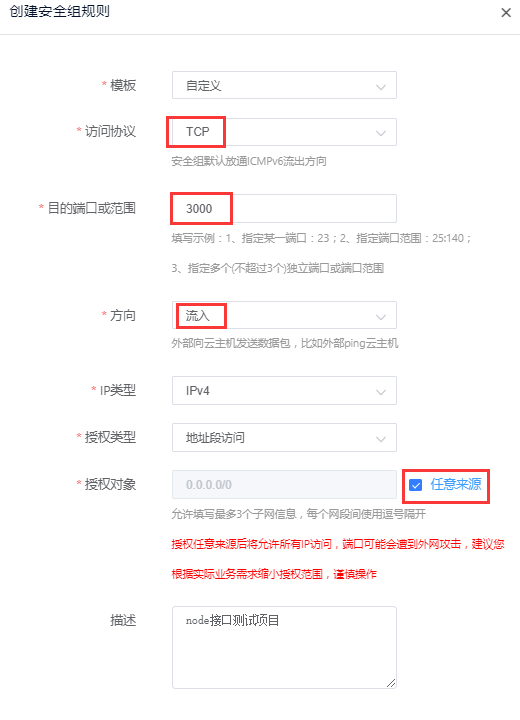 创建安全组规则
* 模板 自定义
* 访问协议 TCP
安全组默认放通ICMPv6流出方向
* 目的端口或范围 3000
填写示例：1、指定某一端口：23；2、指定端口范围：25:140；
3、指定多个(不超过3个)独立端口或端口范围
* 方向 流入
外部向云主机发送数据包，比如外部ping云主机
* IP类型 IPv4
* 授权类型 地址段访问
* 授权对象 0.0.0.0/0 任意来源
允许填写最多3个子网信息，每个网段间使用逗号隔开
授权任意来源后将允许所有IP访问，端口可能会遭到外网攻击，建议您
根据实际业务需求缩小授权范围，谨慎操作
描述 node接口测试项目